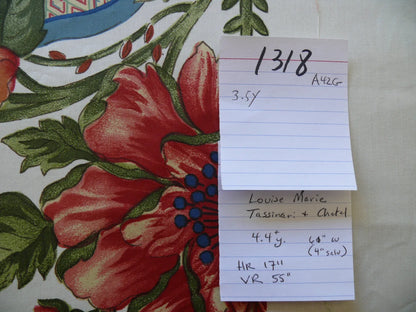 1318
A42G
3.5Y
Louise Marie
Tassinari + Chatel
4.4+y. 60" w
(4" selv)
HR 17"
VR 55"